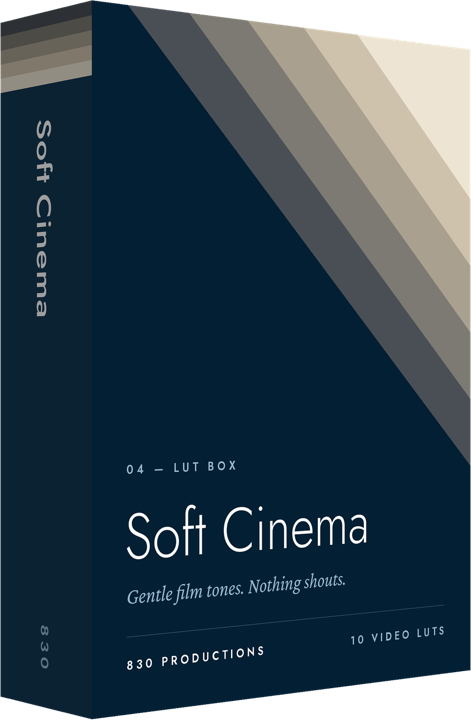 Soft Cinema
830
04 — LUT BOX
Soft Cinema
Gentle film tones. Nothing shouts.
830 PRODUCTIONS
10 VIDEO LUTS